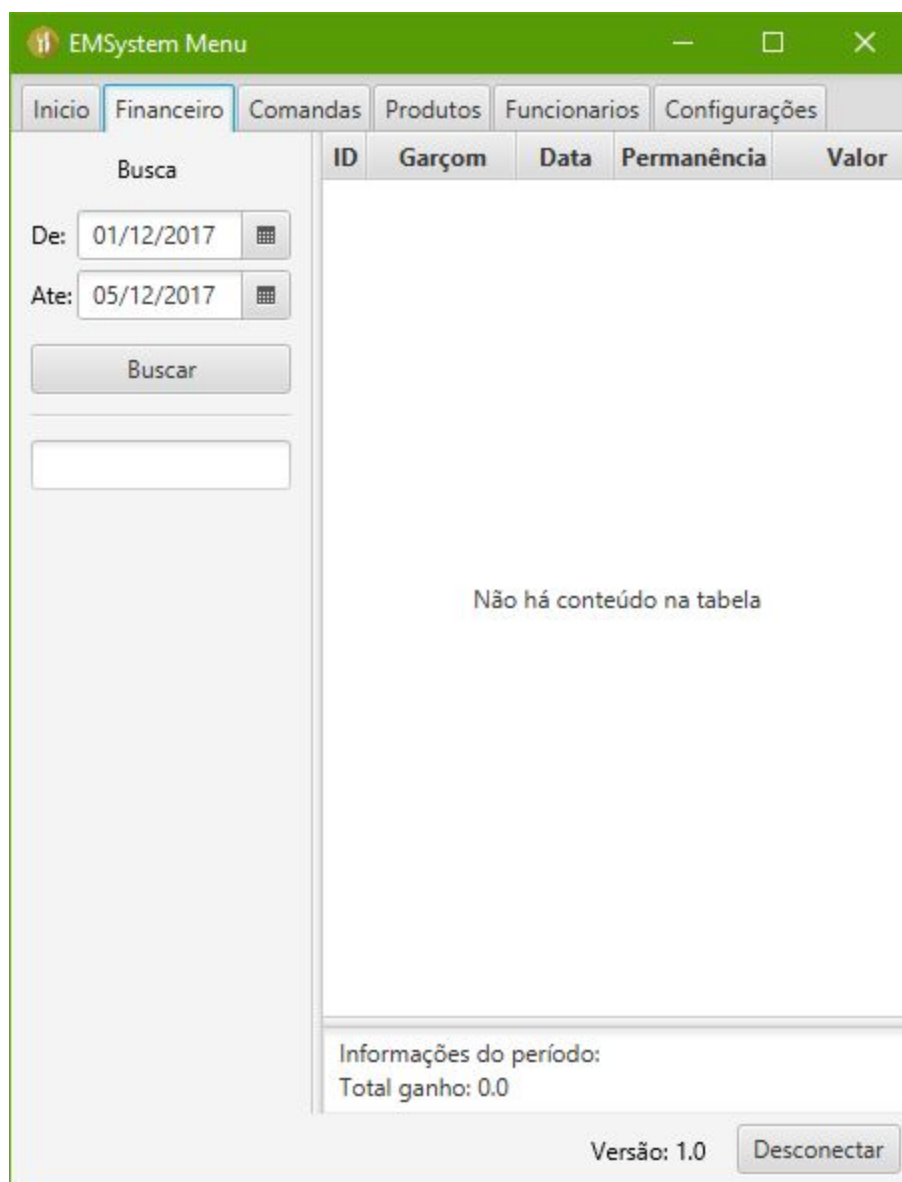 EMSystem Menu
Inicio Financeiro Comandas Produtos Funcionarios Configurações
Busca
De: 01/12/2017
Ate: 05/12/2017
Buscar
ID Garçom Data Permanência Valor
Não há conteúdo na tabela
Informações do período:
Total ganho: 0.0
Versão: 1.0 Desconectar